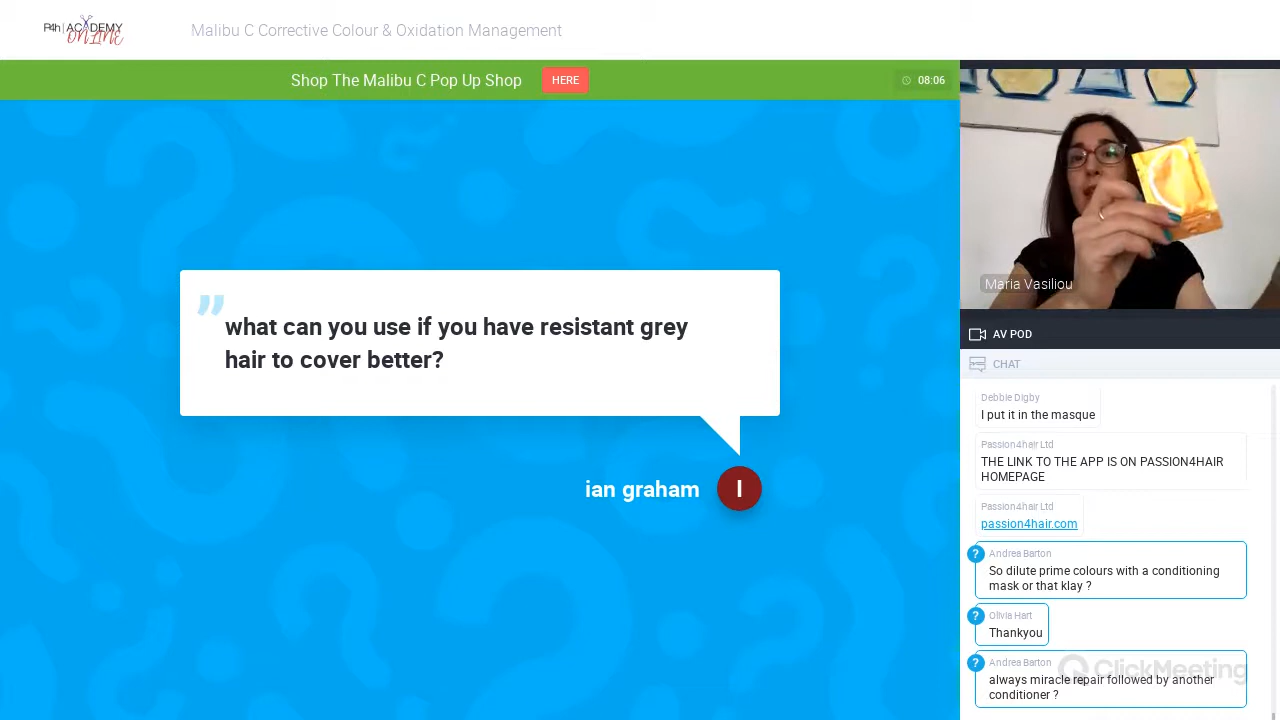 P4h ACADEMY
ONLINE
Malibu C Corrective Colour & Oxidation Management
Shop The Malibu C Pop Up Shop HERE
08:06
"
what can you use if you have resistant grey
hair to cover better?
ian graham I
Maria Vasiliou
AV POD
CHAT
Debbie Digby
I put it in the masque
Passion4hair Ltd
THE LINK TO THE APP IS ON PASSION4HAIR
HOMEPAGE
Passion4hair Ltd
passion4hair.com
? Andrea Barton
So dilute prime colours with a conditioning
mask or that klay ?
? Olivia Hart
Thankyou
? Andrea Barton
always miracle repair followed by another
conditioner ?
ClickMeeting